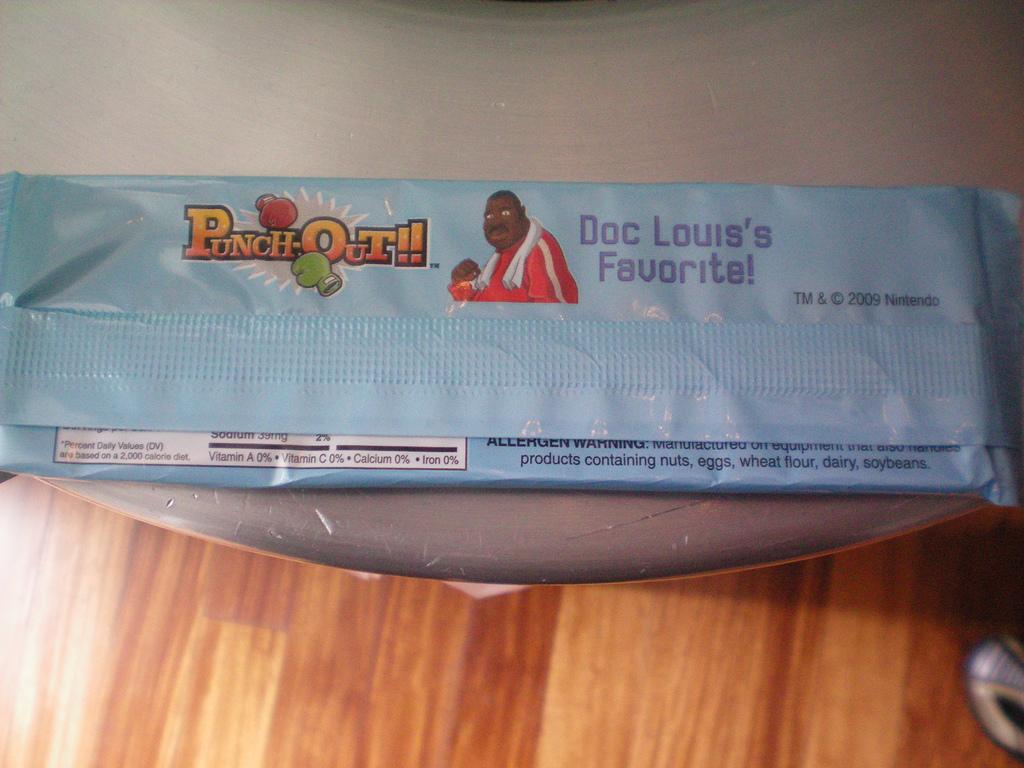 PUNCH-OUT!! ™
Doc Louis's
Favorite!
TM & © 2009 Nintendo
Sodium 39mg 2%
*Percent Daily Values (DV)
are based on a 2,000 calorie diet.
Vitamin A 0% • Vitamin C 0% • Calcium 0% • Iron 0%
ALLERGEN WARNING: Manufactured on equipment that also handles
products containing nuts, eggs, wheat flour, dairy, soybeans.